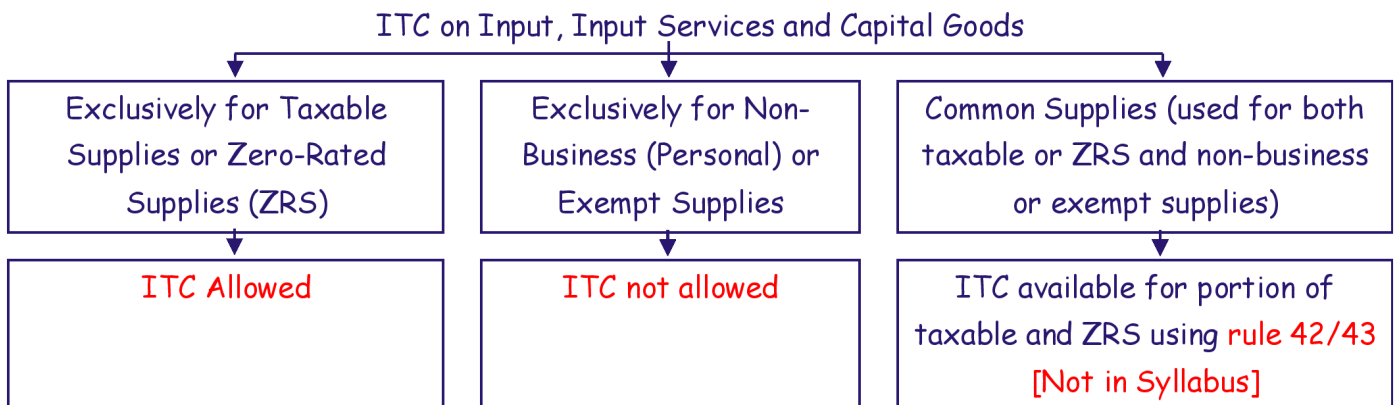 ITC on Input, Input Services and Capital Goods
Exclusively for Taxable
Supplies or Zero-Rated
Supplies (ZRS)
ITC Allowed
Exclusively for Non-
Business (Personal) or
Exempt Supplies
ITC not allowed
Common Supplies (used for both
taxable or ZRS and non-business
or exempt supplies)
ITC available for portion of
taxable and ZRS using rule 42/43
[Not in Syllabus]